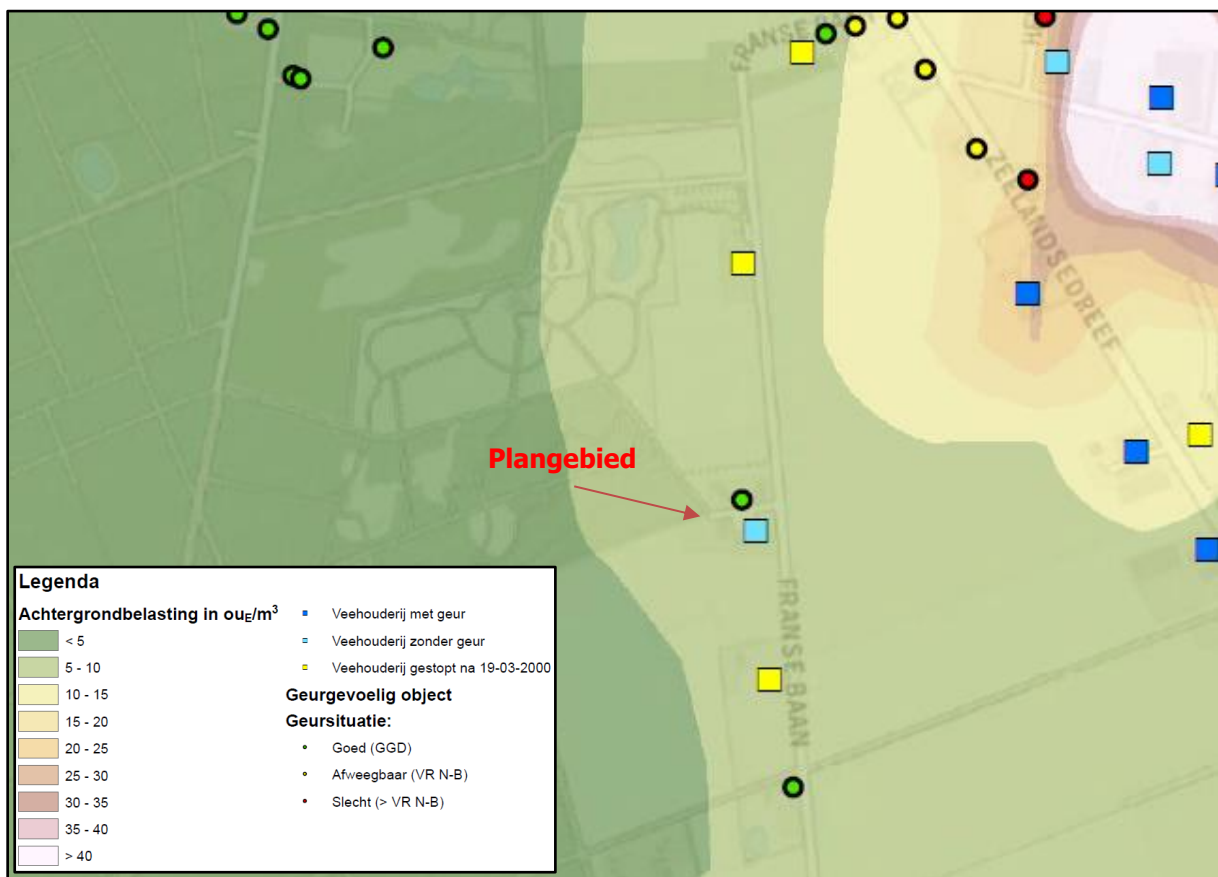 FRANSE BAAN
ZEELANDSEDREEF
Plangebied
FRANSE BAAN
Legenda
Achtergrondbelasting in ouE/m³
< 5
5 - 10
10 - 15
15 - 20
20 - 25
25 - 30
30 - 35
35 - 40
> 40
Veehouderij met geur
Veehouderij zonder geur
Veehouderij gestopt na 19-03-2000
Geurgevoelig object
Geursituatie:
Goed (GGD)
Afweegbaar (VR N-B)
Slecht (> VR N-B)